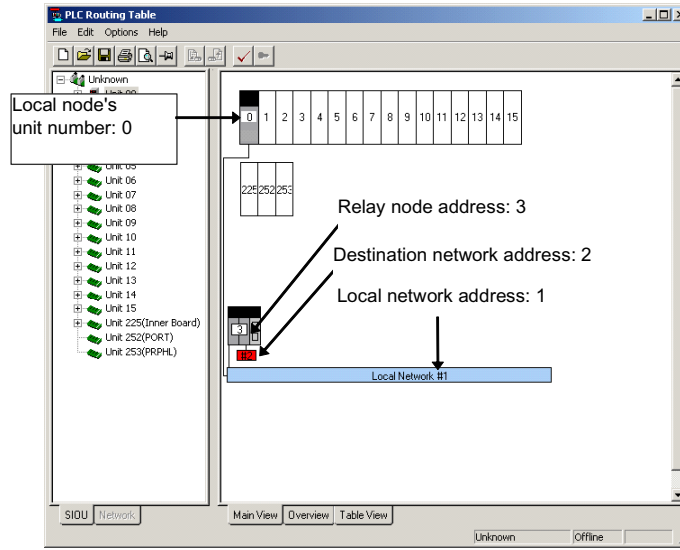 PLC Routing Table
File Edit Options Help
Unknown
Local node's
unit number: 0
Unit 05
Unit 06
Unit 07
Unit 08
Unit 09
Unit 10
Unit 11
Unit 12
Unit 13
Unit 14
Unit 15
Unit 225(Inner Board)
Unit 252(PORT)
Unit 253(PRPHL)
SIOU Network
0 1 2 3 4 5 6 7 8 9 10 11 12 13 14 15
225 252 253
Relay node address: 3
Destination network address: 2
Local network address: 1
3
#2
Local Network #1
Main View Overview Table View
Unknown Offline